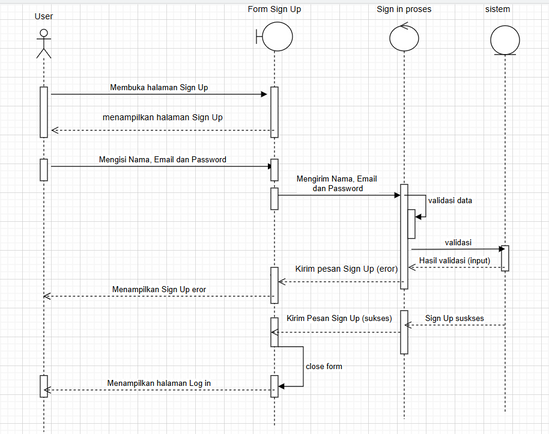 User
Form Sign Up
Sign in proses
sistem
Membuka halaman Sign Up
menampilkan halaman Sign Up
Mengisi Nama, Email dan Password
Mengirim Nama, Email
dan Password
validasi data
validasi
Hasil validasi (input)
Kirim pesan Sign Up (eror)
Menampilkan Sign Up eror
Kirim Pesan Sign Up (sukses)
Sign Up suskses
close form
Menampilkan halaman Log in